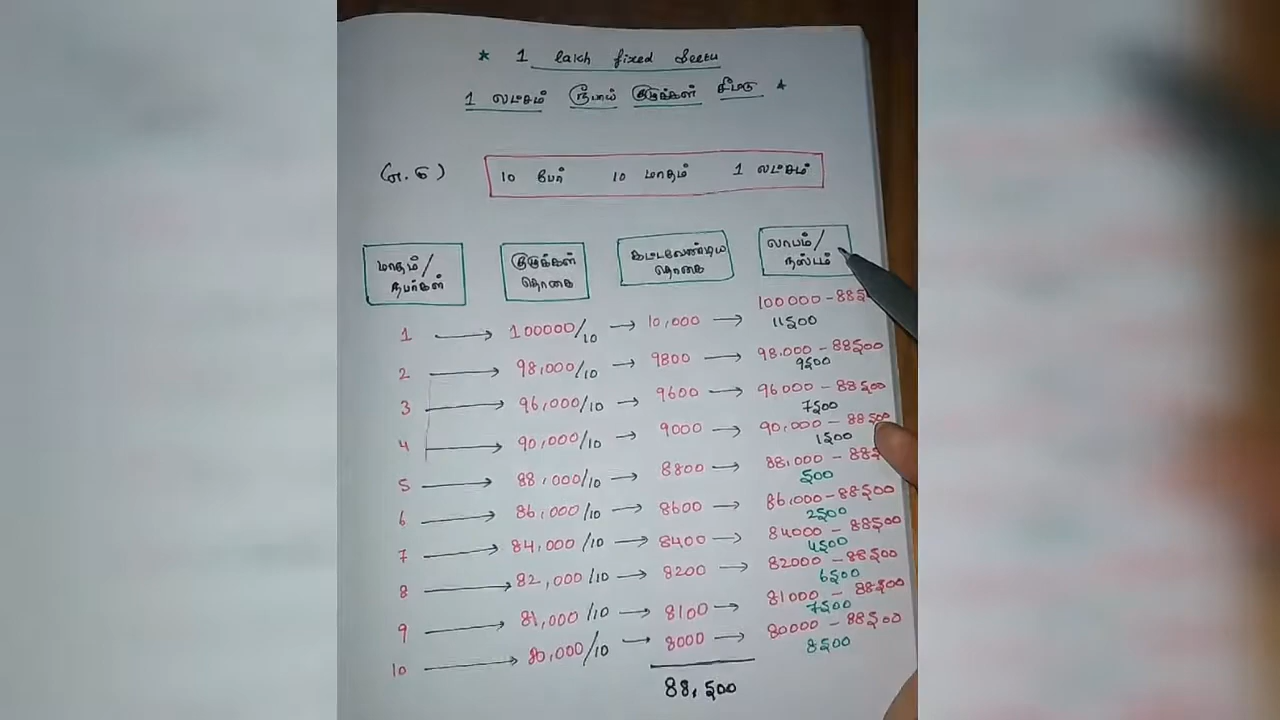 * 1 lakh fixed Seetu
1 லட்சம் ரூபாய் குலுக்கள் சீட்டு *
(எ.கா) 10 பேர் 10 மாதம் 1 லட்சம்
மாதம்/ நபர்கள்
குலுக்கள் தொகை
கட்டவேண்டிய தொகை
லாபம்/ நஸ்டம்
1 → 100000/10 → 10,000 → 100000 - 88500
11500
2 → 98,000/10 → 9800 → 98,000 - 88500
9500
3 → 96,000/10 → 9600 → 96000 - 88500
7500
4 → 90,000/10 → 9000 → 90,000 - 88500
1500
5 → 88,000/10 → 8800 → 88,000 - 885
500
6 → 86,000/10 → 8600 → 86,000 - 88500
2500
7 → 84,000/10 → 8400 → 84000 - 88500
4500
8 → 82,000/10 → 8200 → 82000 - 88500
6500
9 → 81,000/10 → 8100 → 81000 - 88500
7500
10 → 80,000/10 → 8000 → 80000 - 88500
8500
88,500